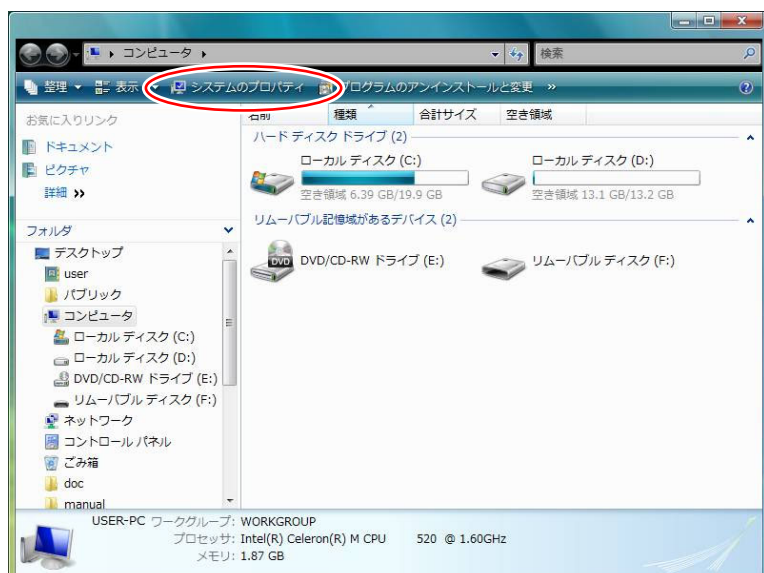 コンピュータ
検索
整理 表示 システムのプロパティ プログラムのアンインストールと変更 »
お気に入りリンク
ドキュメント
ピクチャ
詳細 »
フォルダ
デスクトップ
user
パブリック
コンピュータ
ローカル ディスク (C:)
ローカル ディスク (D:)
DVD/CD-RW ドライブ (E:)
リムーバブル ディスク (F:)
ネットワーク
コントロール パネル
ごみ箱
doc
manual
名前 種類 合計サイズ 空き領域
ハード ディスク ドライブ (2)
ローカル ディスク (C:)
空き領域 6.39 GB/19.9 GB
ローカル ディスク (D:)
空き領域 13.1 GB/13.2 GB
リムーバブル記憶域があるデバイス (2)
DVD/CD-RW ドライブ (E:)
リムーバブル ディスク (F:)
USER-PC ワークグループ: WORKGROUP
プロセッサ: Intel(R) Celeron(R) M CPU 520 @ 1.60GHz
メモリ: 1.87 GB